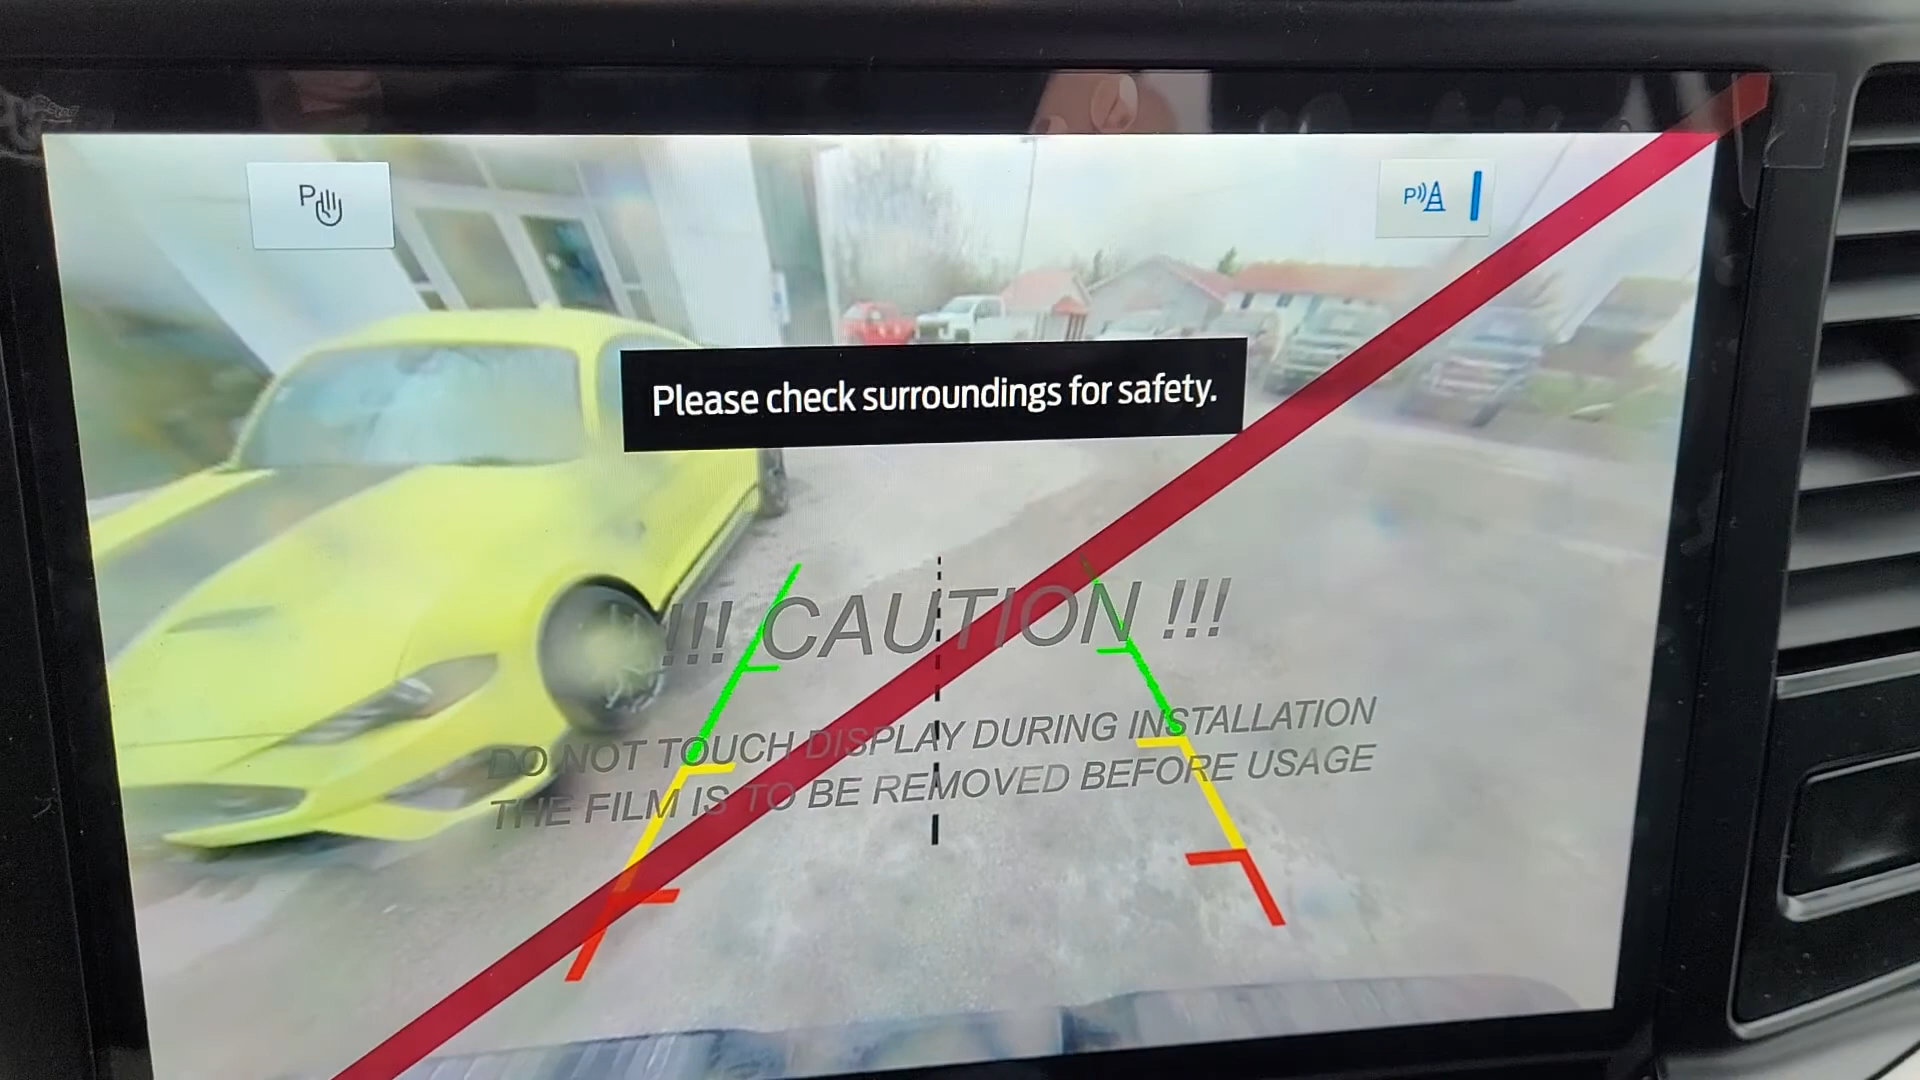 P
P
Please check surroundings for safety.
!!! CAUTION !!!
DO NOT TOUCH DISPLAY DURING INSTALLATION
THE FILM IS TO BE REMOVED BEFORE USAGE